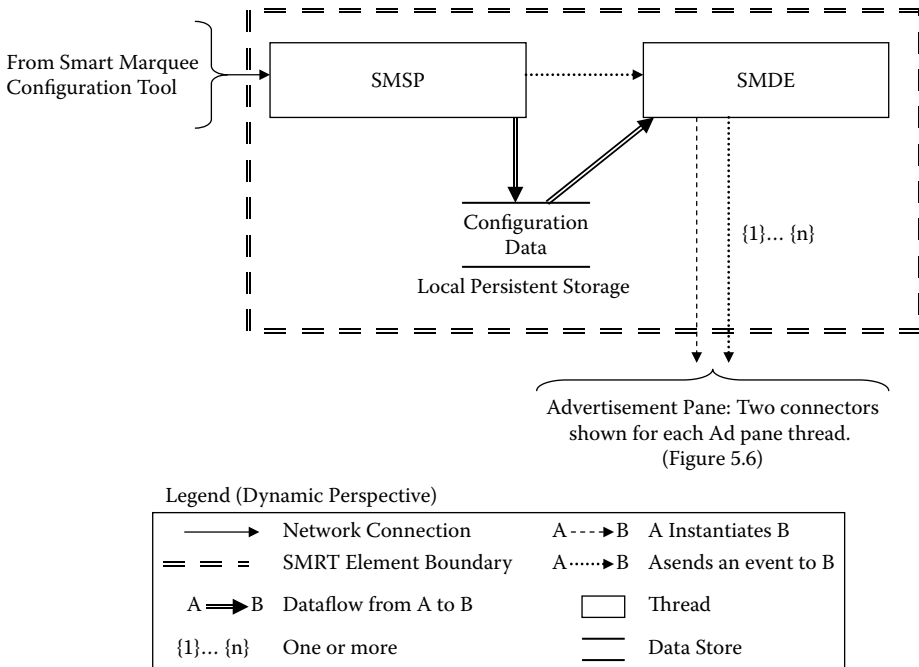 From Smart Marquee
Configuration Tool
SMSP
SMDE
Configuration
Data
Local Persistent Storage
{1}... {n}
Advertisement Pane: Two connectors
shown for each Ad pane thread.
(Figure 5.6)
Legend (Dynamic Perspective)
Network Connection
A B A Instantiates B
SMRT Element Boundary
A B Asends an event to B
A B Dataflow from A to B
Thread
{1}... {n} One or more
Data Store